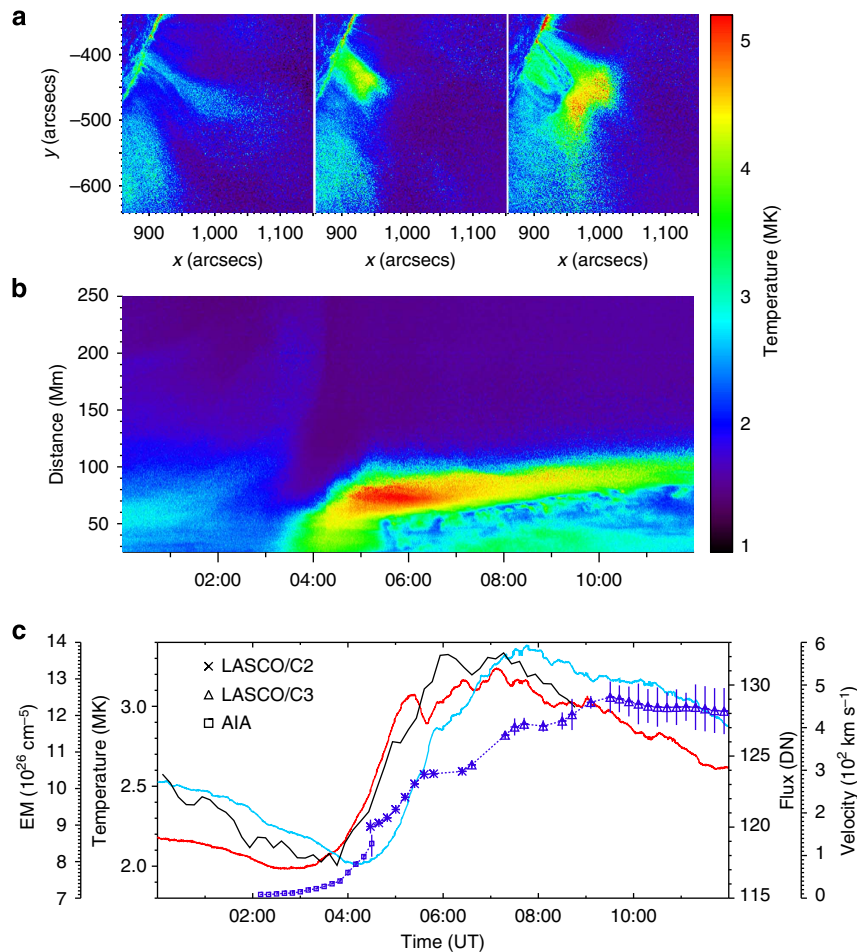 a
−400
−500
−600
y (arcsecs)
900 1,000 1,100
900 1,000 1,100
900 1,000 1,100
x (arcsecs)
x (arcsecs)
x (arcsecs)
5
4
3
2
1
Temperature (MK)
b
250
200
150
100
50
Distance (Mm)
02:00 04:00 06:00 08:00 10:00
c
14
13
12
11
10
9
8
7
EM (10²⁶ cm⁻⁵)
3.0
2.5
2.0
Temperature (MK)
LASCO/C2
LASCO/C3
AIA
130
128
125
122
120
118
115
Flux (DN)
6
5
4
3
2
1
0
Velocity (10² km s⁻¹)
02:00 04:00 06:00 08:00 10:00
Time (UT)